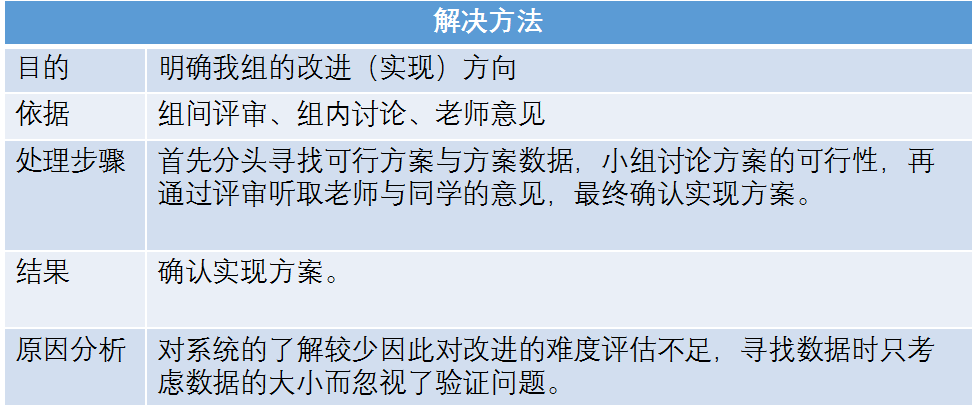 解决方法
目的 明确我组的改进（实现）方向
依据 组间评审、组内讨论、老师意见
处理步骤 首先分头寻找可行方案与方案数据，小组讨论方案的可行性，再
通过评审听取老师与同学的意见，最终确认实现方案。
结果 确认实现方案。
原因分析 对系统的了解较少因此对改进的难度评估不足，寻找数据时只考
虑数据的大小而忽视了验证问题。